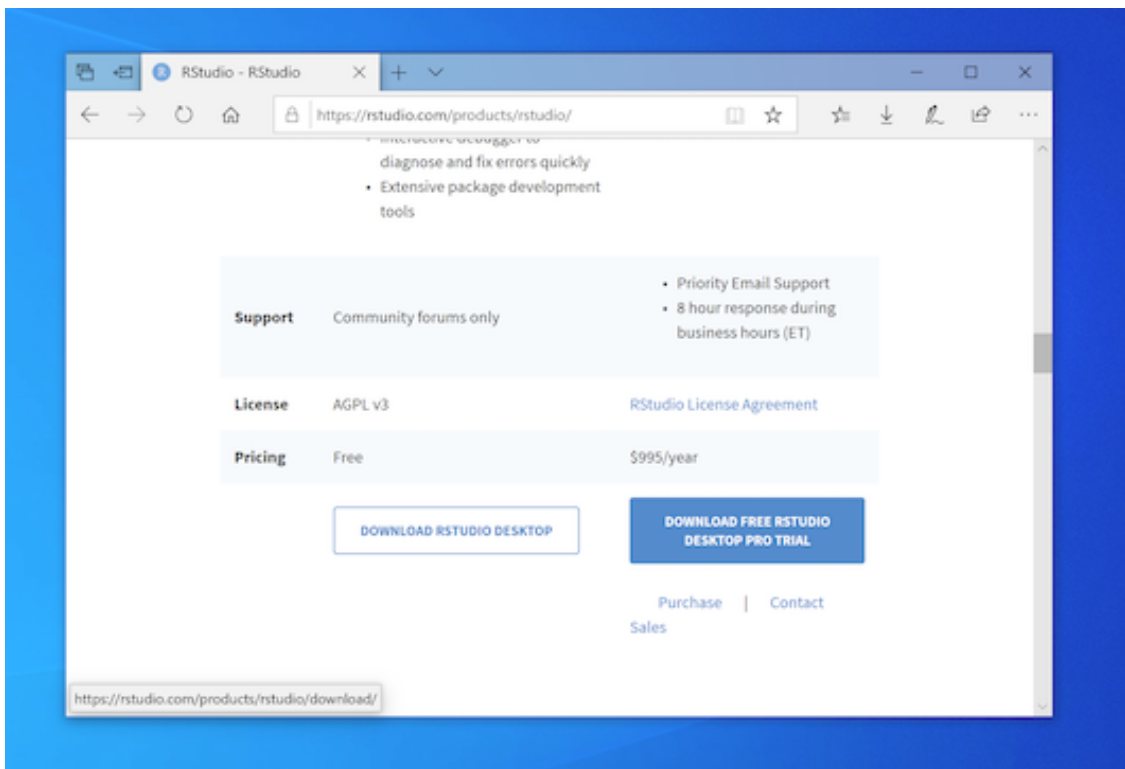 RStudio - RStudio
https://rstudio.com/products/rstudio/
interactive debugger to
diagnose and fix errors quickly
• Extensive package development
tools
Support
Community forums only
• Priority Email Support
• 8 hour response during
business hours (ET)
License
AGPL v3
RStudio License Agreement
Pricing
Free
$995/year
DOWNLOAD RSTUDIO DESKTOP
DOWNLOAD FREE RSTUDIO
DESKTOP PRO TRIAL
Purchase | Contact
Sales
https://rstudio.com/products/rstudio/download/